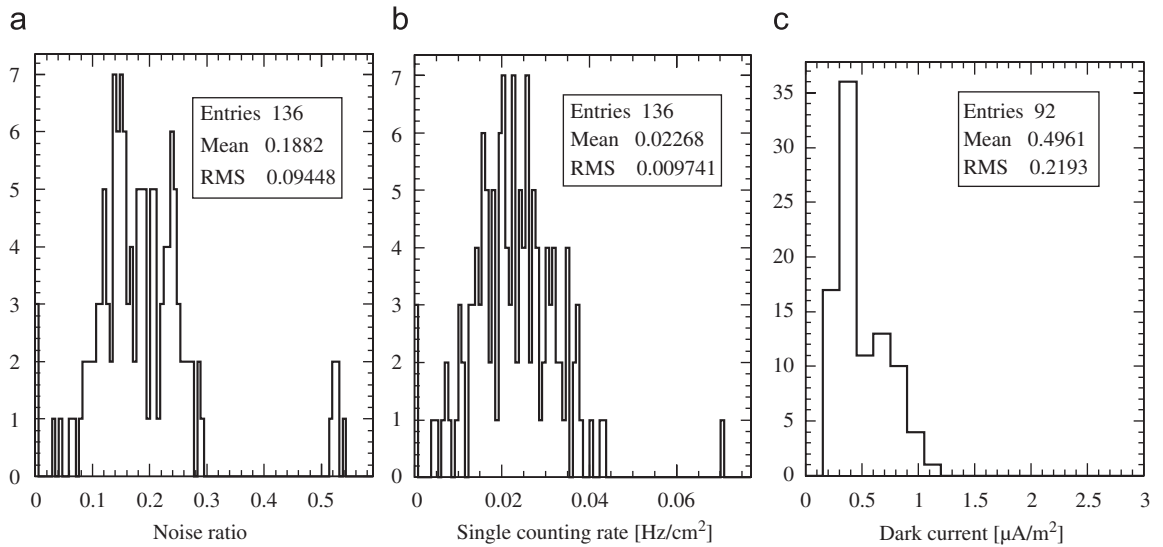 a
7
6
5
4
3
2
1
0
0 0.1 0.2 0.3 0.4 0.5
Entries 136
Mean 0.1882
RMS 0.09448
Noise ratio
b
7
6
5
4
3
2
1
0
0 0.02 0.04 0.06
Entries 136
Mean 0.02268
RMS 0.009741
Single counting rate [Hz/cm²]
c
35
30
25
20
15
10
5
0
0 0.5 1 1.5 2 2.5 3
Entries 92
Mean 0.4961
RMS 0.2193
Dark current [μA/m²]